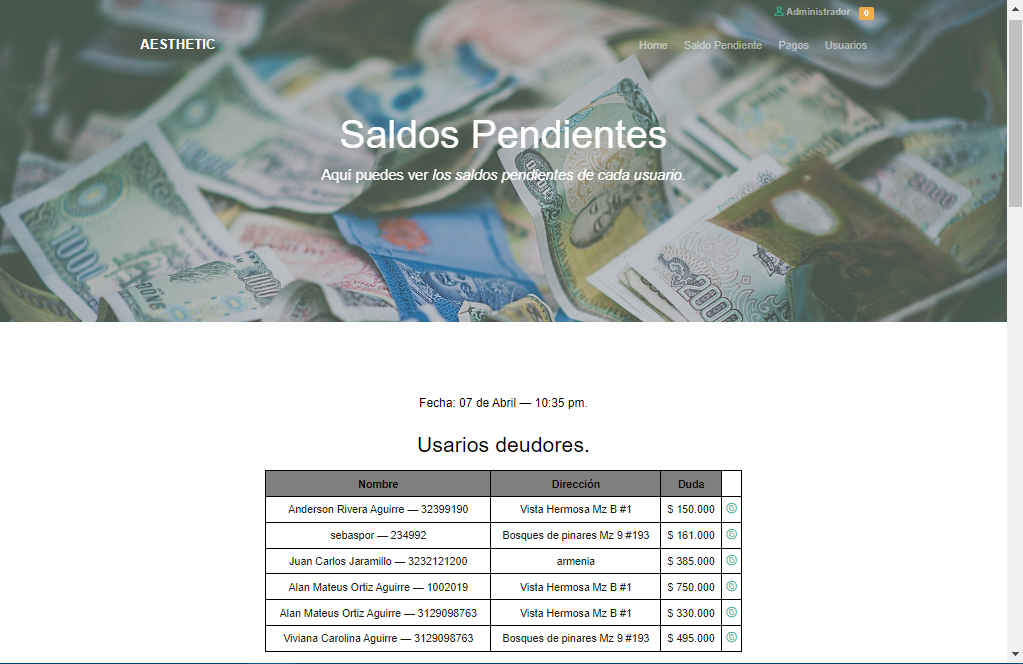 Administrador 0
AESTHETIC
Home Saldo Pendiente Pagos Usuarios
Saldos Pendientes
Aquí puedes ver los saldos pendientes de cada usuario.
1000
ĐỒNG
2000
2000
Fecha: 07 de Abril — 10:35 pm.
Usarios deudores.
Nombre Dirección Duda
Anderson Rivera Aguirre — 32399190 Vista Hermosa Mz B #1 $ 150.000
sebaspor — 234992 Bosques de pinares Mz 9 #193 $ 161.000
Juan Carlos Jaramillo — 3232121200 armenia $ 385.000
Alan Mateus Ortiz Aguirre — 1002019 Vista Hermosa Mz B #1 $ 750.000
Alan Mateus Ortiz Aguirre — 3129098763 Vista Hermosa Mz B #1 $ 330.000
Viviana Carolina Aguirre — 3129098763 Bosques de pinares Mz 9 #193 $ 495.000